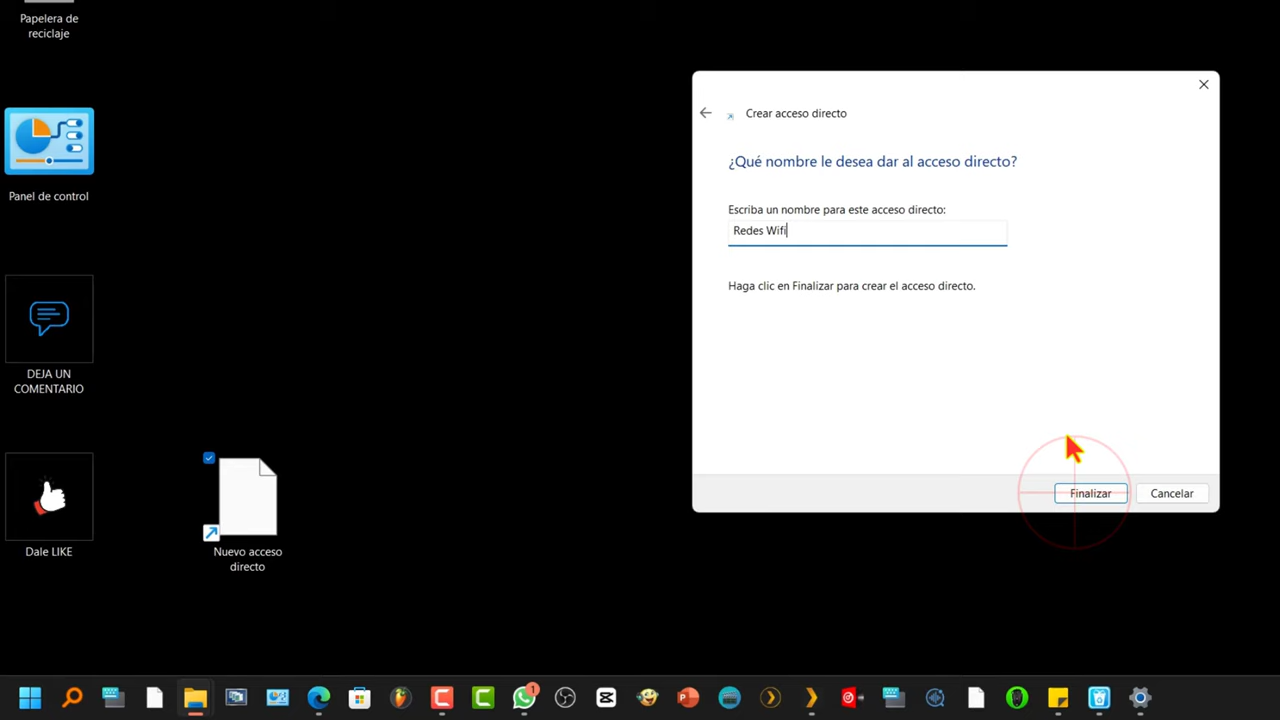 Papelera de
reciclaje
Panel de control
DEJA UN
COMENTARIO
Dale LIKE
Nuevo acceso
directo
Crear acceso directo
¿Qué nombre le desea dar al acceso directo?
Escriba un nombre para este acceso directo:
Redes Wifi
Haga clic en Finalizar para crear el acceso directo.
Finalizar
Cancelar
1